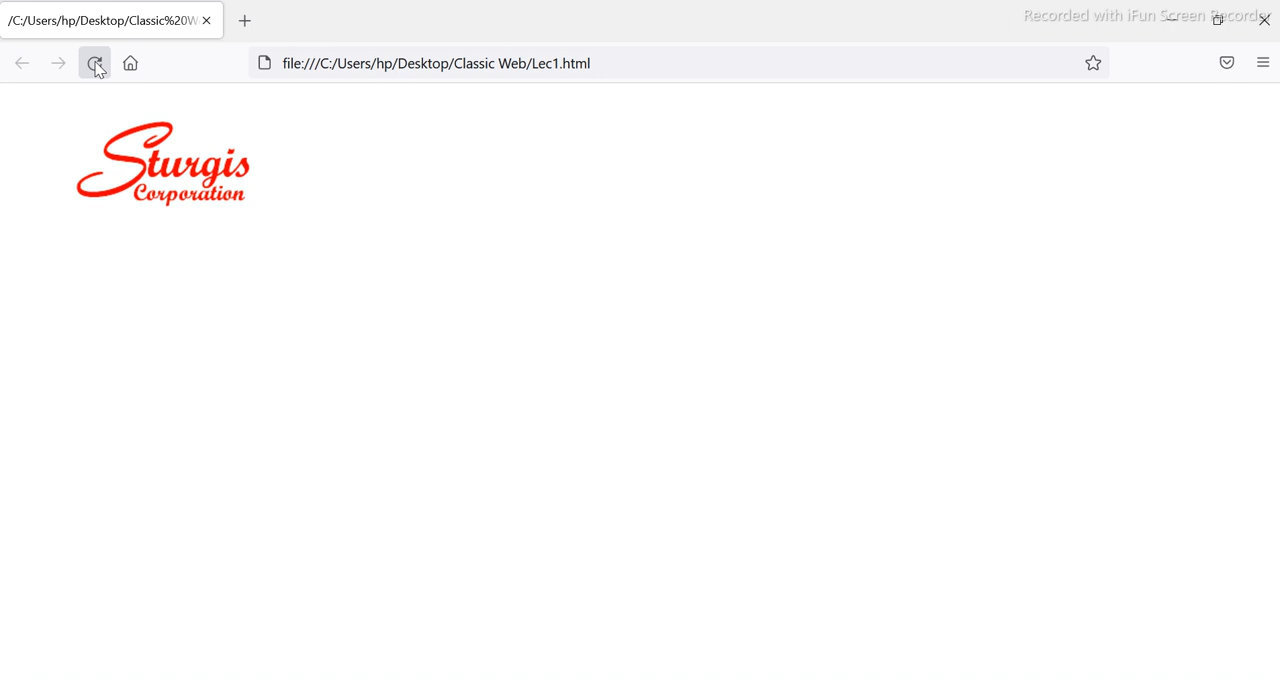 Recorded with iFun Screen Recorder
/C:/Users/hp/Desktop/Classic%20W
file:///C:/Users/hp/Desktop/Classic Web/Lec1.html
Sturgis
Corporation